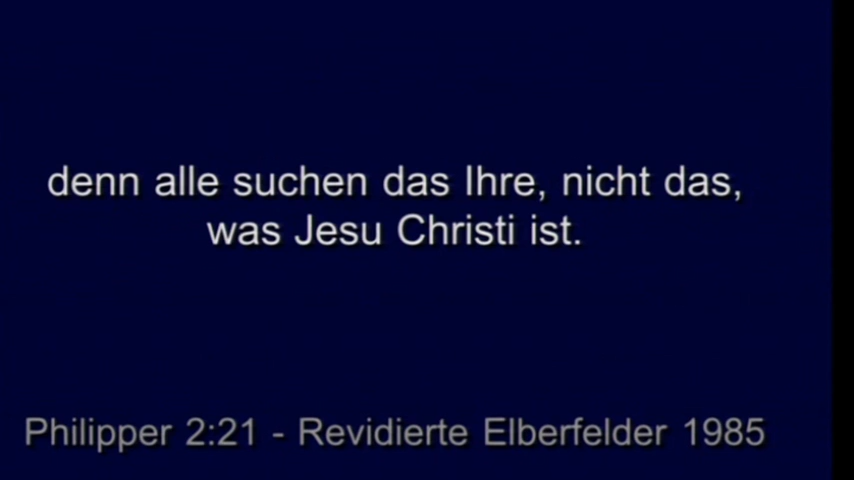 denn alle suchen das Ihre, nicht das,
was Jesu Christi ist.
Philipper 2:21 - Revidierte Elberfelder 1985